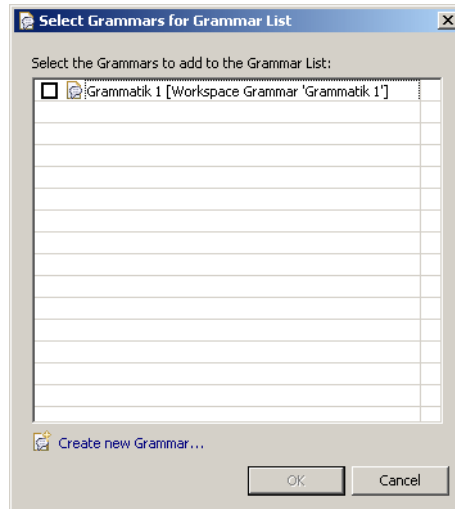 Select Grammars for Grammar List
Select the Grammars to add to the Grammar List:
Grammatik 1 [Workspace Grammar 'Grammatik 1']
Create new Grammar...
OK
Cancel